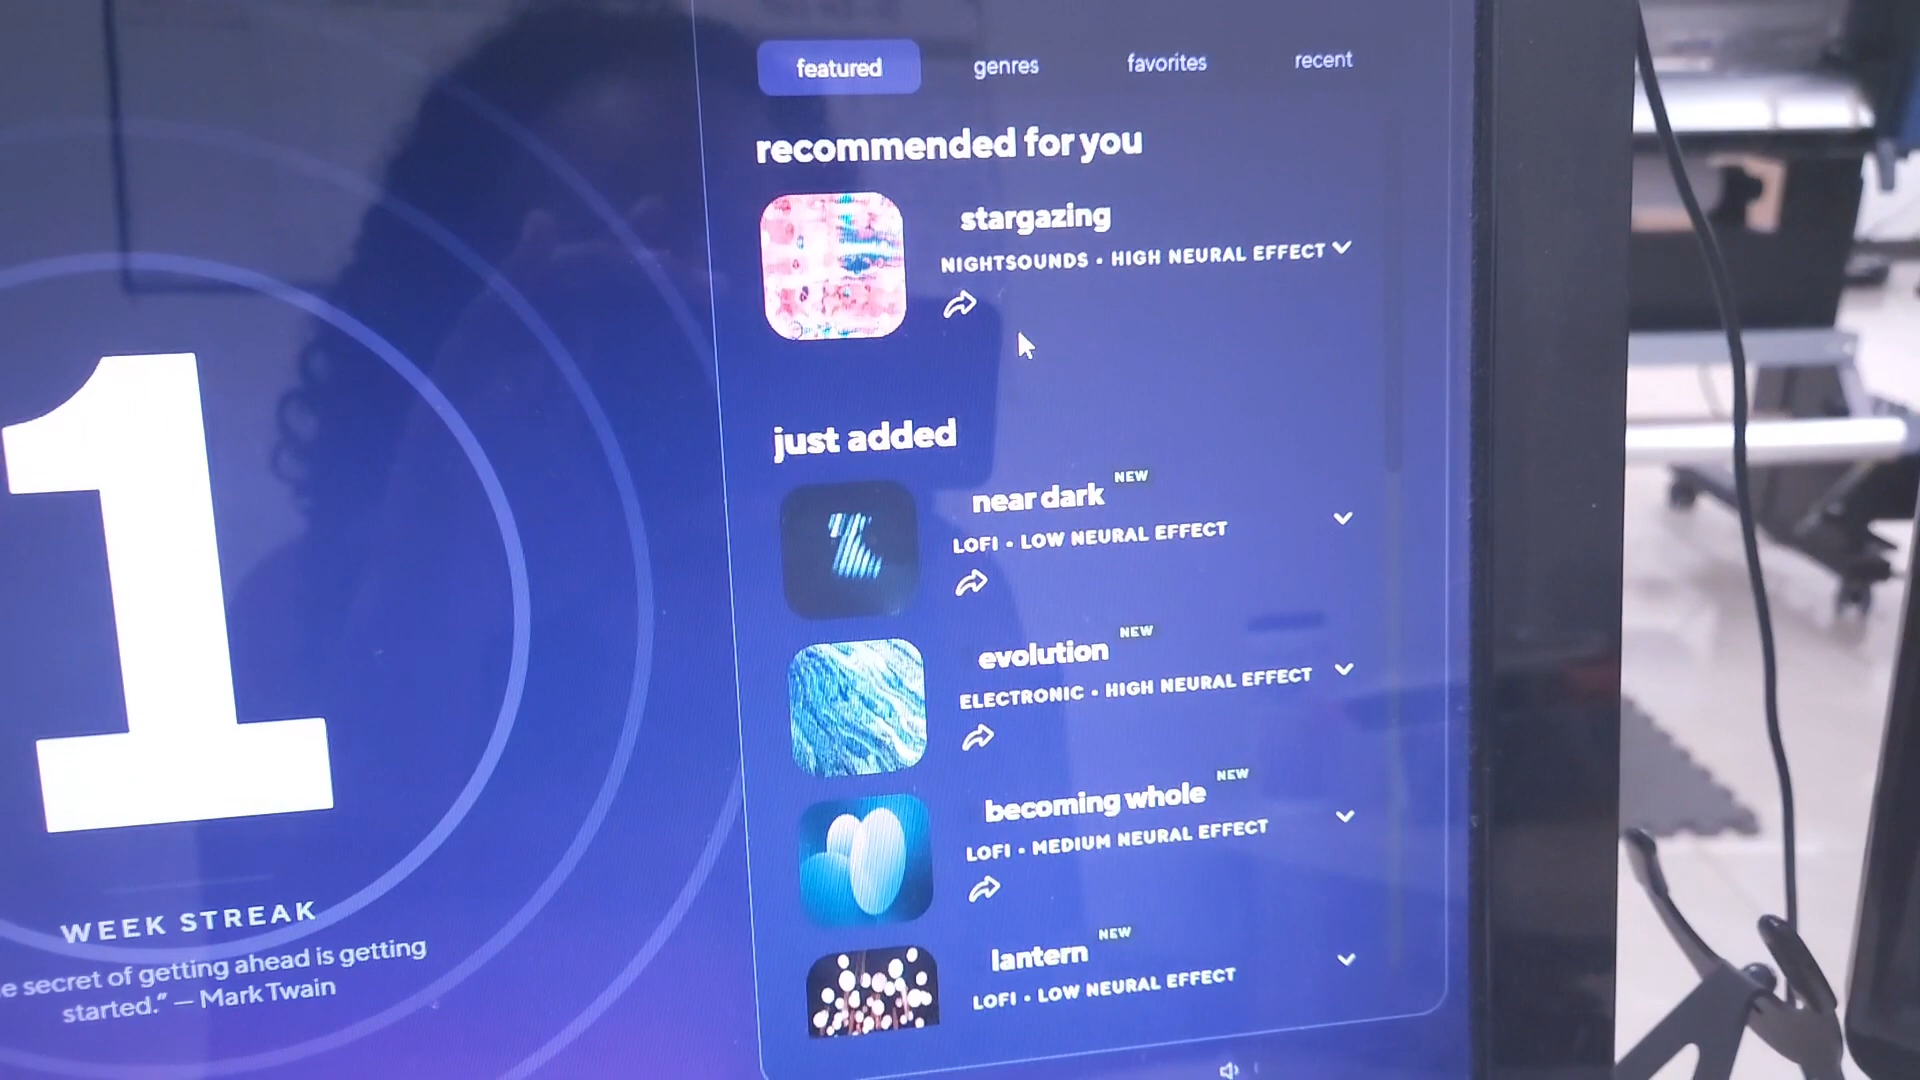 featured genres favorites recent
recommended for you
stargazing
NIGHTSOUNDS • HIGH NEURAL EFFECT
just added
near dark NEW
LOFI • LOW NEURAL EFFECT
evolution NEW
ELECTRONIC • HIGH NEURAL EFFECT
becoming whole NEW
LOFI • MEDIUM NEURAL EFFECT
lantern NEW
LOFI • LOW NEURAL EFFECT
1
WEEK STREAK
secret of getting ahead is getting
started.” — Mark Twain